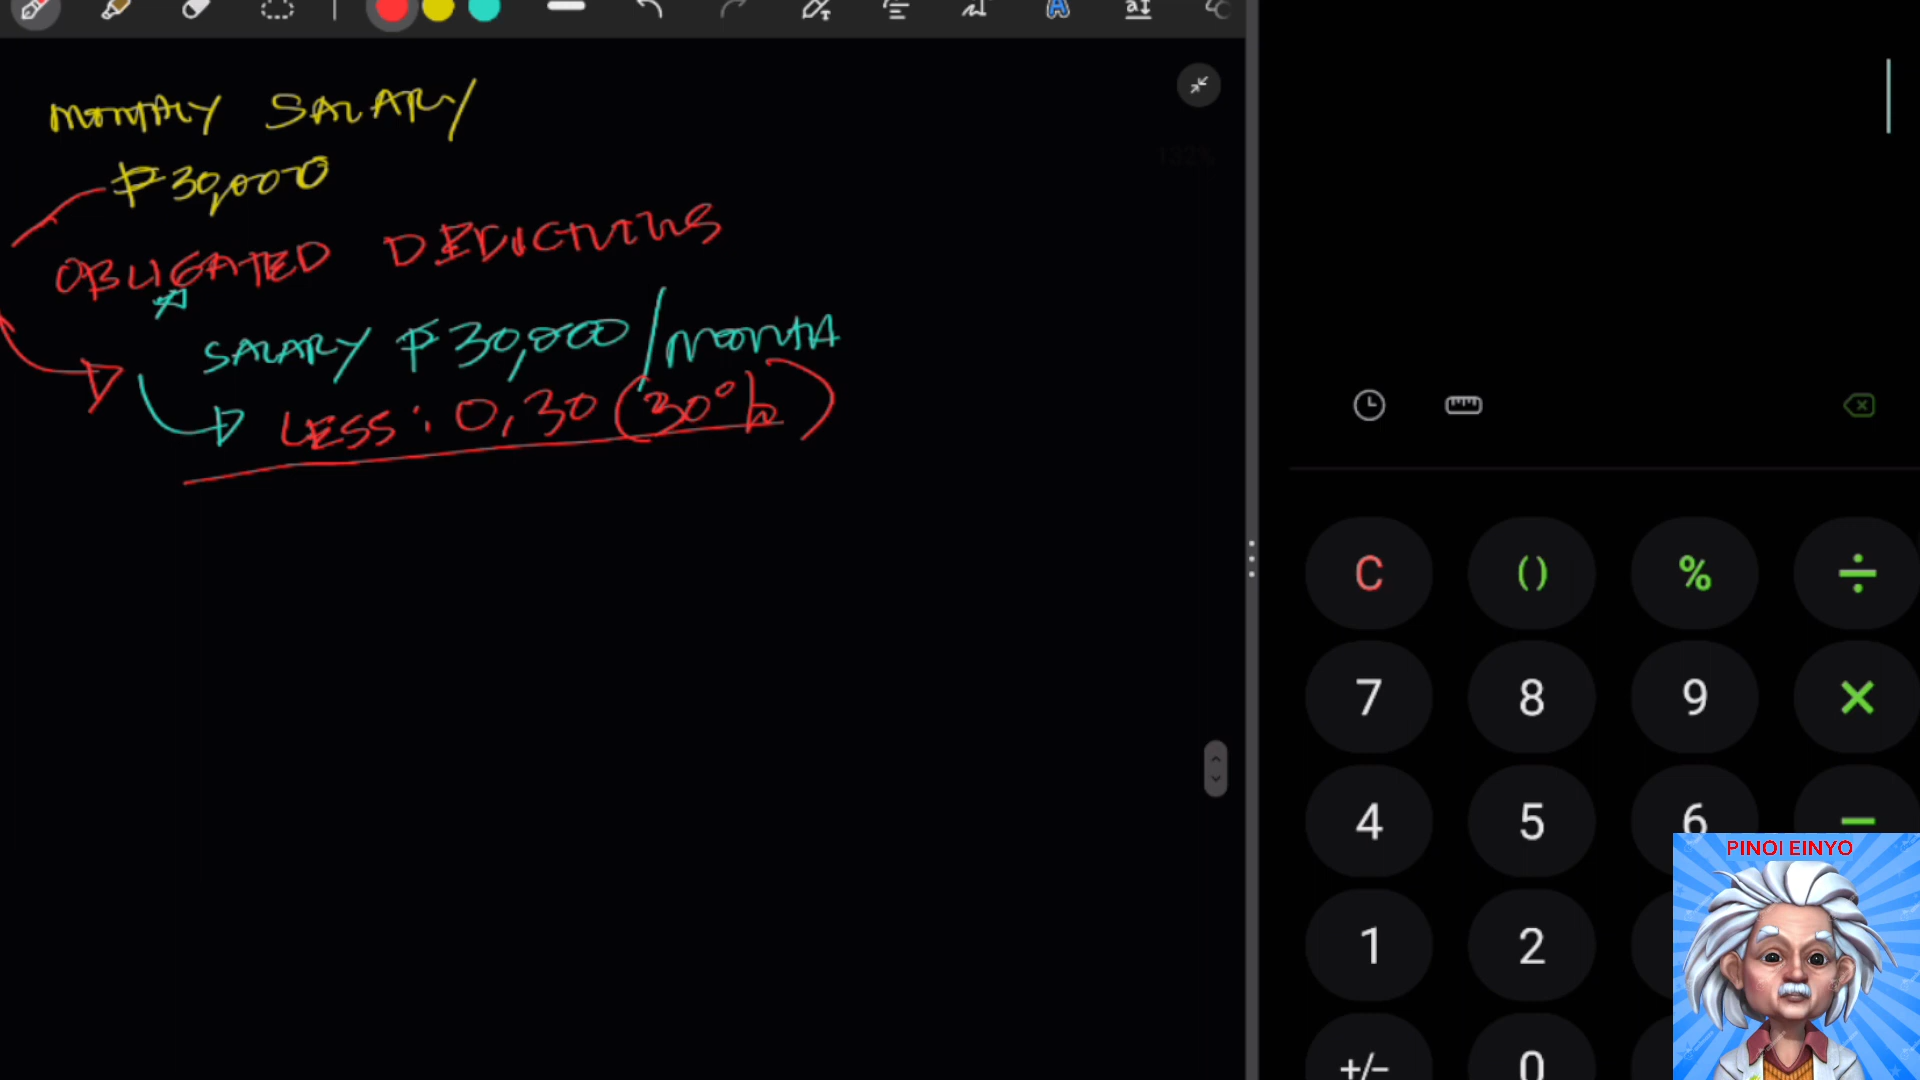 MONTHLY SALARY
₱30,000
OBLIGATED DEDUCTIONS
SALARY ₱30,000/MONTH
LESS: 0,30 (30%)
132%
C ( ) % ÷
7 8 9 ×
4 5 6 −
1 2
+/− 0
PINOI EINYO